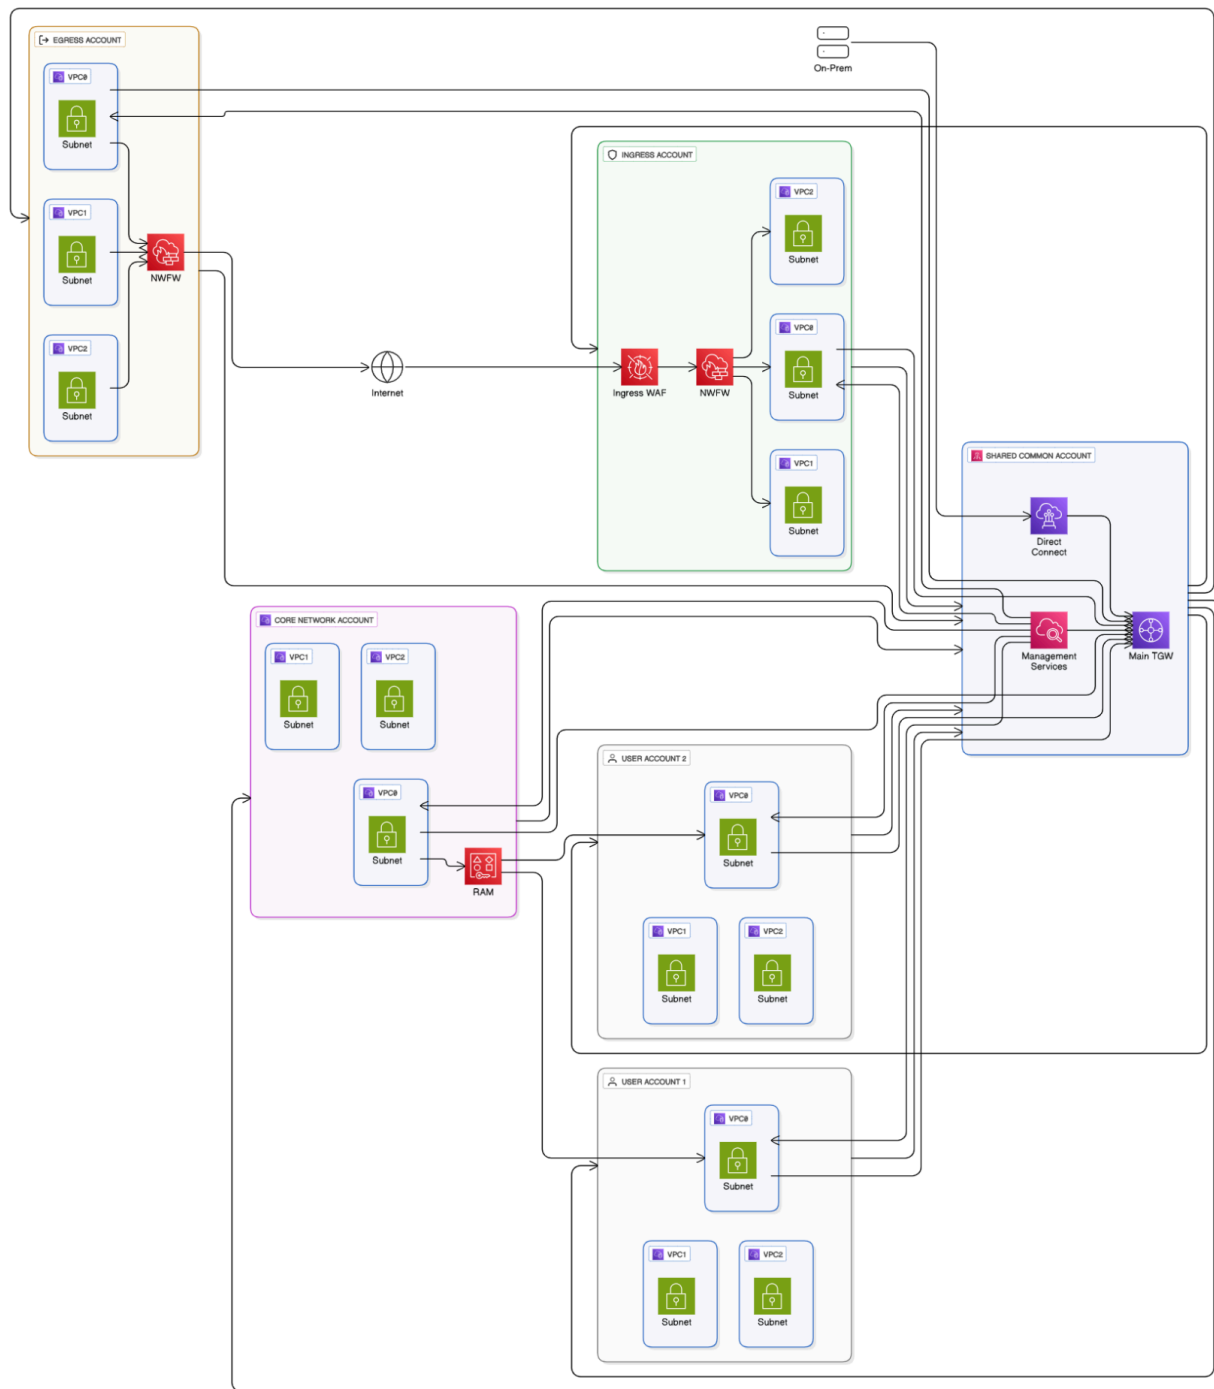 EGRESS ACCOUNT
VPC0
Subnet
VPC1
Subnet
NWFW
VPC2
Subnet
Internet
On-Prem
INGRESS ACCOUNT
VPC2
Subnet
Ingress WAF
NWFW
VPC0
Subnet
VPC1
Subnet
SHARED COMMON ACCOUNT
Direct
Connect
Management
Services
Main TGW
CORE NETWORK ACCOUNT
VPC1
Subnet
VPC2
Subnet
VPC0
Subnet
RAM
USER ACCOUNT 2
VPC0
Subnet
VPC1
Subnet
VPC2
Subnet
USER ACCOUNT 1
VPC0
Subnet
VPC1
Subnet
VPC2
Subnet